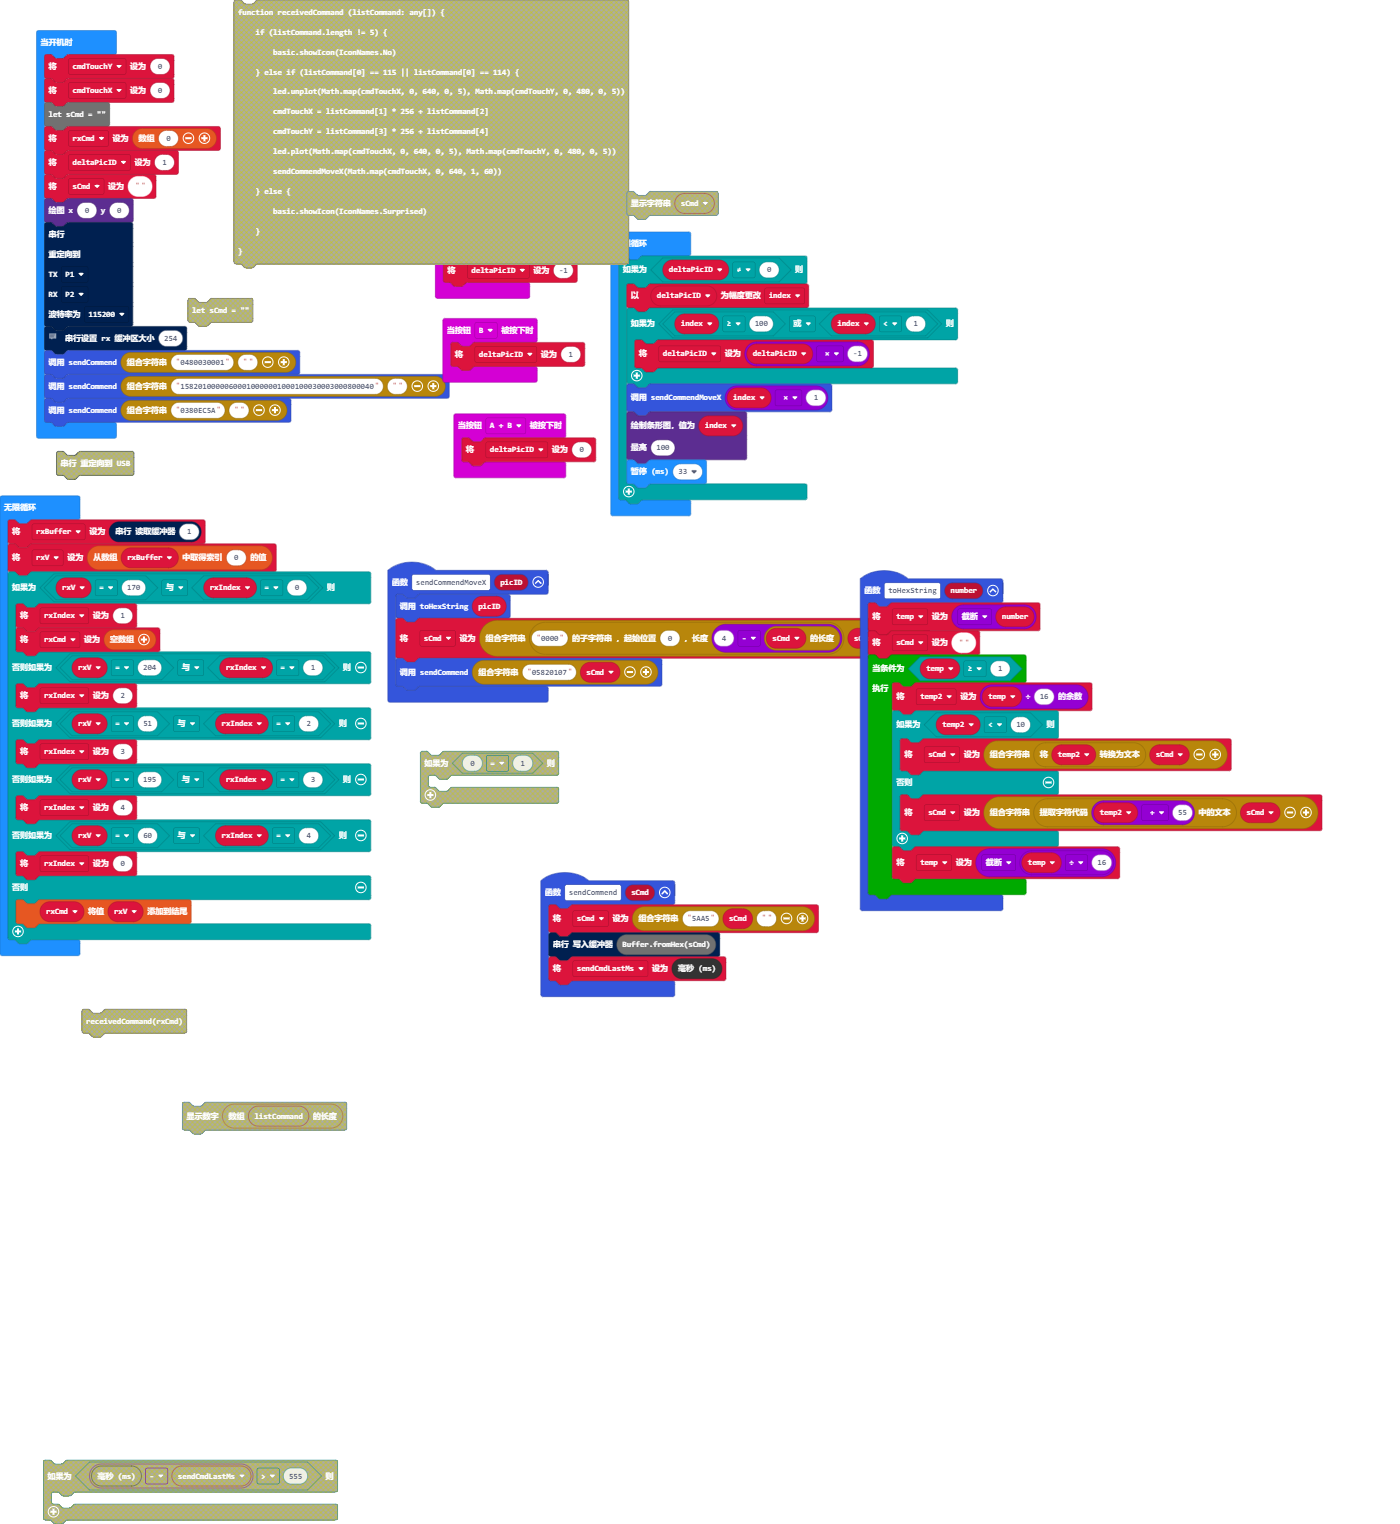 当开机时
将 cmdTouchY 设为 0
将 cmdTouchX 设为 0
let sCmd = ""
将 rxCmd 设为 数组 0
将 deltaPicID 设为 1
将 sCmd 设为 ""
绘图 x 0 y 0
串行
重定向到
TX P1
RX P2
波特率为 115200
串行设置 rx 缓冲区大小 254
调用 sendCommend 组合字符串 "0480030001" ""
调用 sendCommend 组合字符串 "1582010000060001000000100010003000300080​0040" ""
调用 sendCommend 组合字符串 "0380EC5A" ""
串行 重定向到 USB
let sCmd = ""
function receivedCommand (listCommand: any[]) {
if (listCommand.length != 5) {
basic.showIcon(IconNames.No)
} else if (listCommand[0] == 115 || listCommand[0] == 114) {
led.unplot(Math.map(cmdTouchX, 0, 640, 0, 5), Math.map(cmdTouchY, 0, 480, 0, 5))
cmdTouchX = listCommand[1] * 256 + listCommand[2]
cmdTouchY = listCommand[3] * 256 + listCommand[4]
led.plot(Math.map(cmdTouchX, 0, 640, 0, 5), Math.map(cmdTouchY, 0, 480, 0, 5))
sendCommendMoveX(Math.map(cmdTouchX, 0, 640, 1, 60))
} else {
basic.showIcon(IconNames.Surprised)
}
}
将 deltaPicID 设为 -1
当按钮 B 被按下时
将 deltaPicID 设为 1
当按钮 A + B 被按下时
将 deltaPicID 设为 0
显示字符串 sCmd
循环
如果为 deltaPicID ≠ 0 则
以 deltaPicID 为幅度更改 index
如果为 index ≥ 100 或 index < 1 则
将 deltaPicID 设为 deltaPicID × -1
调用 sendCommendMoveX index × 1
绘制条形图，值为 index
最高 100
暂停 (ms) 33
无限循环
将 rxBuffer 设为 串行 读取缓冲器 1
将 rxV 设为 从数组 rxBuffer 中取得索引 0 的值
如果为 rxV = 170 与 rxIndex = 0 则
将 rxIndex 设为 1
将 rxCmd 设为 空数组
否则如果为 rxV = 204 与 rxIndex = 1 则
将 rxIndex 设为 2
否则如果为 rxV = 51 与 rxIndex = 2 则
将 rxIndex 设为 3
否则如果为 rxV = 195 与 rxIndex = 3 则
将 rxIndex 设为 4
否则如果为 rxV = 60 与 rxIndex = 4 则
将 rxIndex 设为 0
否则
rxCmd 将值 rxV 添加到结尾
函数 sendCommendMoveX picID
调用 toHexString picID
将 sCmd 设为 组合字符串 "0000" 的子字符串，起始位置 0 ，长度 4 - sCmd 的长度
调用 sendCommend 组合字符串 "05820107" sCmd
如果为 0 = 1 则
函数 toHexString number
将 temp 设为 截断 number
将 sCmd 设为 ""
当条件为 temp ≥ 1
执行
将 temp2 设为 temp ÷ 16 的余数
如果为 temp2 < 10 则
将 sCmd 设为 组合字符串 将 temp2 转换为文本 sCmd
否则
将 sCmd 设为 组合字符串 提取字符代码 temp2 + 55 中的文本 sCmd
将 temp 设为 截断 temp ÷ 16
函数 sendCommend sCmd
将 sCmd 设为 组合字符串 "5AA5" sCmd ""
串行 写入缓冲器 Buffer.fromHex(sCmd)
将 sendCmdLastMs 设为 毫秒 (ms)
receivedCommand(rxCmd)
显示数字 数组 listCommand 的长度
如果为 毫秒 (ms) - sendCmdLastMs > 555 则